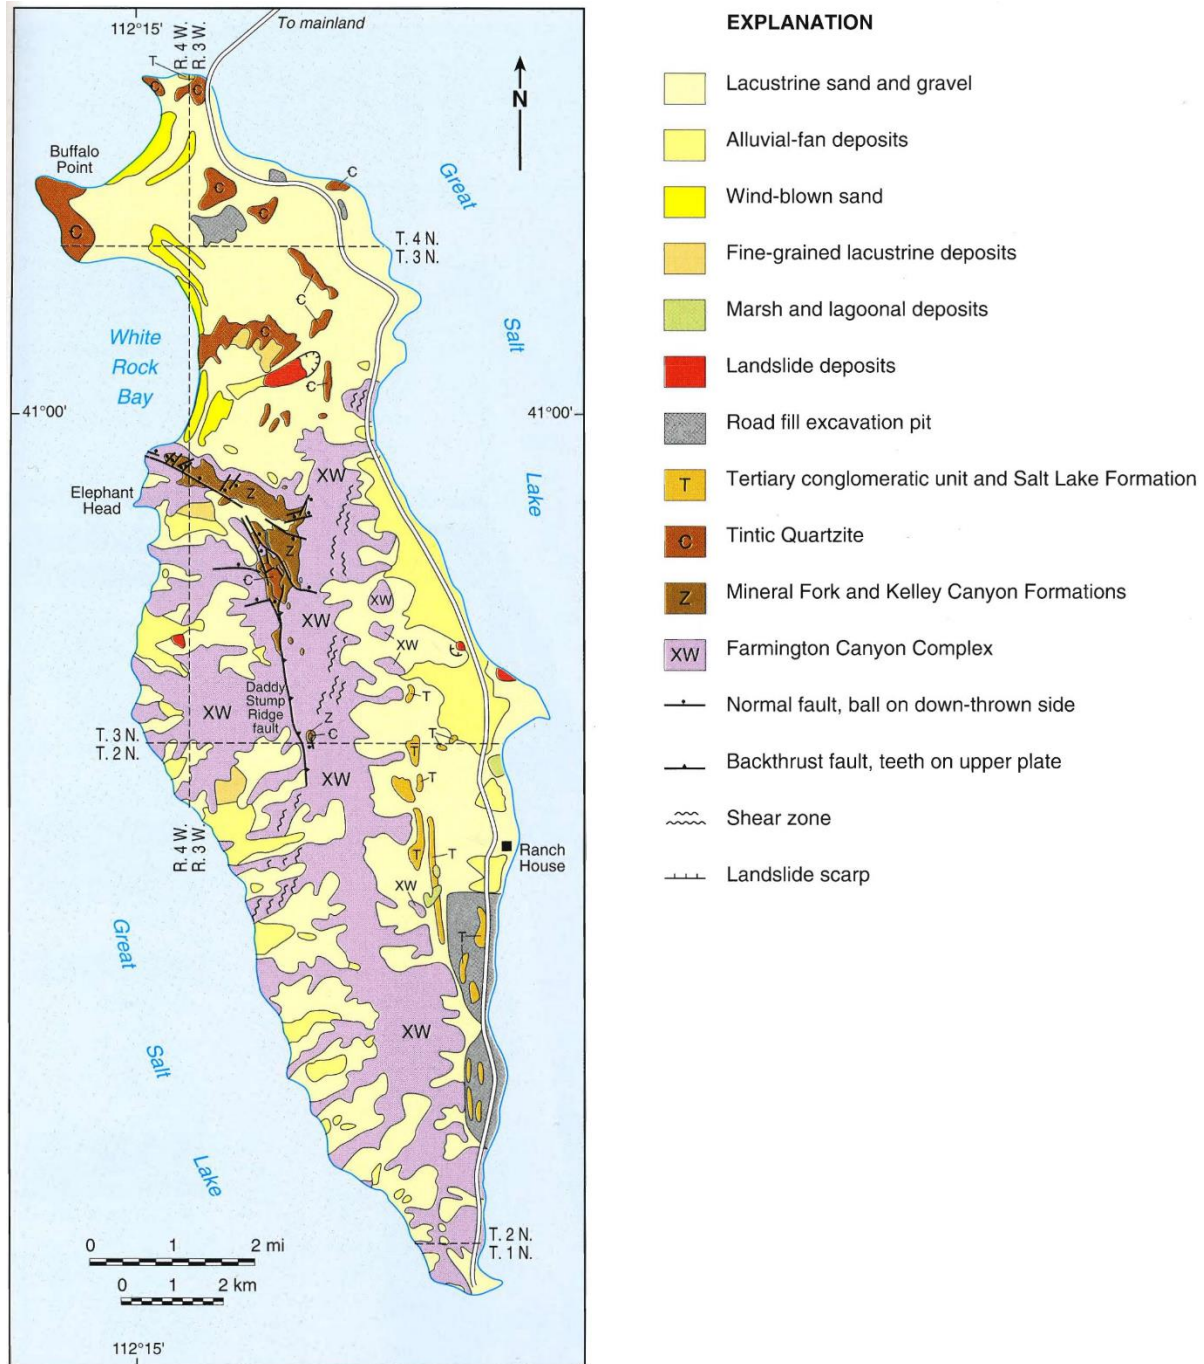 To mainland
112°15'
R. 4 W.
R. 3 W.
T
C
C
N
Buffalo
Point
Great
C
C
C
C
T. 4 N.
T. 3 N.
C
Salt
White
Rock
Bay
C
C
41°00'
41°00'
XW
Elephant
Head
Z
Lake
Z
C
XW
XW
XW
XW
Daddy
Stump
Ridge
fault
T
Z
C
T. 3 N.
T. 2 N.
T
T
XW
T
R. 4 W.
R. 3 W.
T
T
Ranch
House
XW
T
Great
Salt
Lake
XW
T. 2 N.
T. 1 N.
0 1 2 mi
0 1 2 km
112°15'
EXPLANATION
Lacustrine sand and gravel
Alluvial-fan deposits
Wind-blown sand
Fine-grained lacustrine deposits
Marsh and lagoonal deposits
Landslide deposits
Road fill excavation pit
T Tertiary conglomeratic unit and Salt Lake Formation
C Tintic Quartzite
Z Mineral Fork and Kelley Canyon Formations
XW Farmington Canyon Complex
Normal fault, ball on down-thrown side
Backthrust fault, teeth on upper plate
Shear zone
Landslide scarp